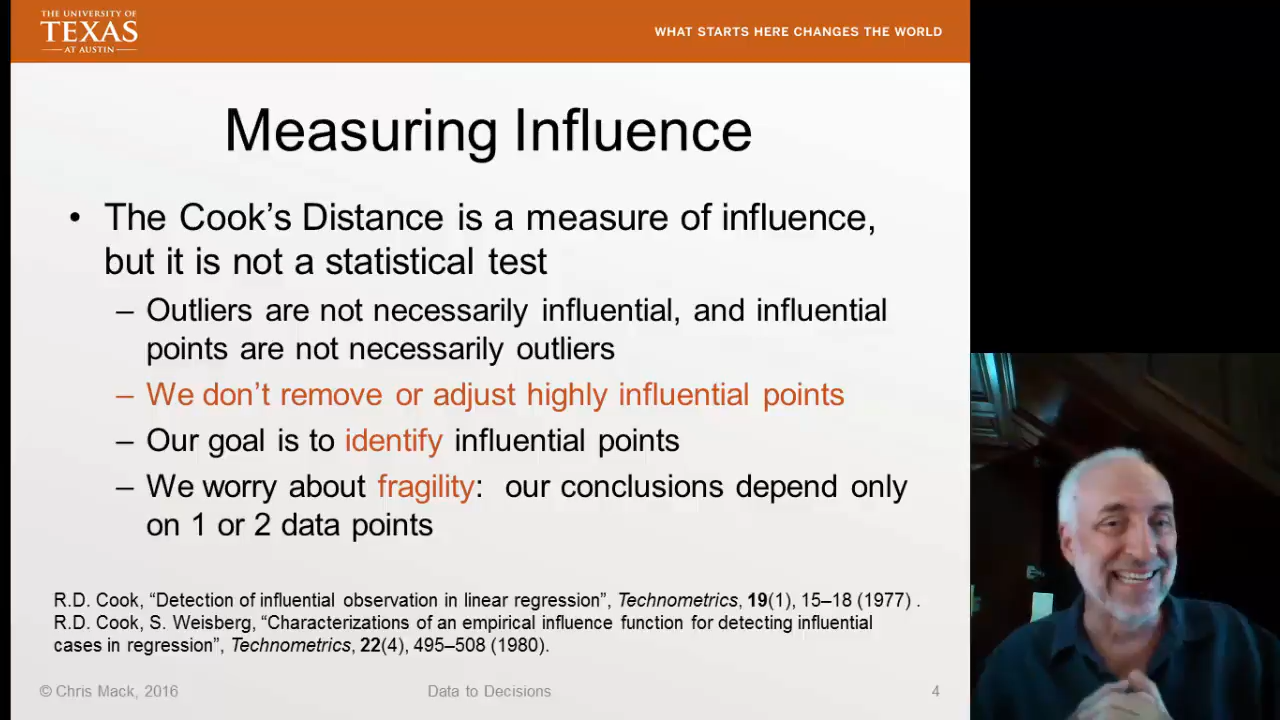 THE UNIVERSITY OF
TEXAS
AT AUSTIN
WHAT STARTS HERE CHANGES THE WORLD
Measuring Influence
• The Cook's Distance is a measure of influence,
but it is not a statistical test
– Outliers are not necessarily influential, and influential
points are not necessarily outliers
– We don't remove or adjust highly influential points
– Our goal is to identify influential points
– We worry about fragility: our conclusions depend only
on 1 or 2 data points
R.D. Cook, “Detection of influential observation in linear regression”, Technometrics, 19(1), 15–18 (1977) .
R.D. Cook, S. Weisberg, “Characterizations of an empirical influence function for detecting influential
cases in regression”, Technometrics, 22(4), 495–508 (1980).
© Chris Mack, 2016
Data to Decisions
4